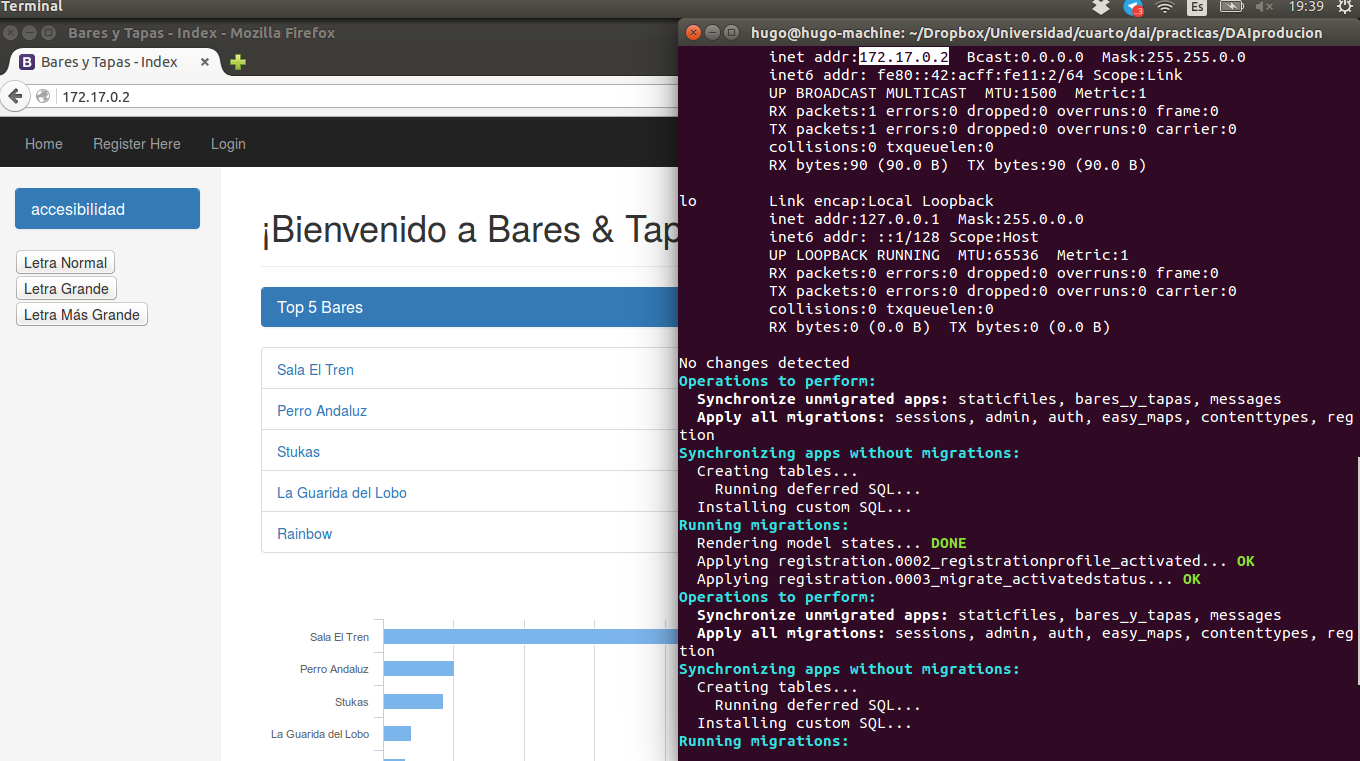 Terminal
3
Es
19:39
Bares y Tapas - Index - Mozilla Firefox
B Bares y Tapas - Index
172.17.0.2
Home Register Here Login
accesibilidad
Letra Normal
Letra Grande
Letra Más Grande
¡Bienvenido a Bares & Tap
Top 5 Bares
Sala El Tren
Perro Andaluz
Stukas
La Guarida del Lobo
Rainbow
Sala El Tren
Perro Andaluz
Stukas
La Guarida del Lobo
hugo@hugo-machine: ~/Dropbox/Universidad/cuarto/dai/practicas/DAIproducion
inet addr:172.17.0.2 Bcast:0.0.0.0 Mask:255.255.0.0
inet6 addr: fe80::42:acff:fe11:2/64 Scope:Link
UP BROADCAST MULTICAST MTU:1500 Metric:1
RX packets:1 errors:0 dropped:0 overruns:0 frame:0
TX packets:1 errors:0 dropped:0 overruns:0 carrier:0
collisions:0 txqueuelen:0
RX bytes:90 (90.0 B) TX bytes:90 (90.0 B)
lo Link encap:Local Loopback
inet addr:127.0.0.1 Mask:255.0.0.0
inet6 addr: ::1/128 Scope:Host
UP LOOPBACK RUNNING MTU:65536 Metric:1
RX packets:0 errors:0 dropped:0 overruns:0 frame:0
TX packets:0 errors:0 dropped:0 overruns:0 carrier:0
collisions:0 txqueuelen:0
RX bytes:0 (0.0 B) TX bytes:0 (0.0 B)
No changes detected
Operations to perform:
Synchronize unmigrated apps: staticfiles, bares_y_tapas, messages
Apply all migrations: sessions, admin, auth, easy_maps, contenttypes, reg
tion
Synchronizing apps without migrations:
Creating tables...
Running deferred SQL...
Installing custom SQL...
Running migrations:
Rendering model states... DONE
Applying registration.0002_registrationprofile_activated... OK
Applying registration.0003_migrate_activatedstatus... OK
Operations to perform:
Synchronize unmigrated apps: staticfiles, bares_y_tapas, messages
Apply all migrations: sessions, admin, auth, easy_maps, contenttypes, reg
tion
Synchronizing apps without migrations:
Creating tables...
Running deferred SQL...
Installing custom SQL...
Running migrations: